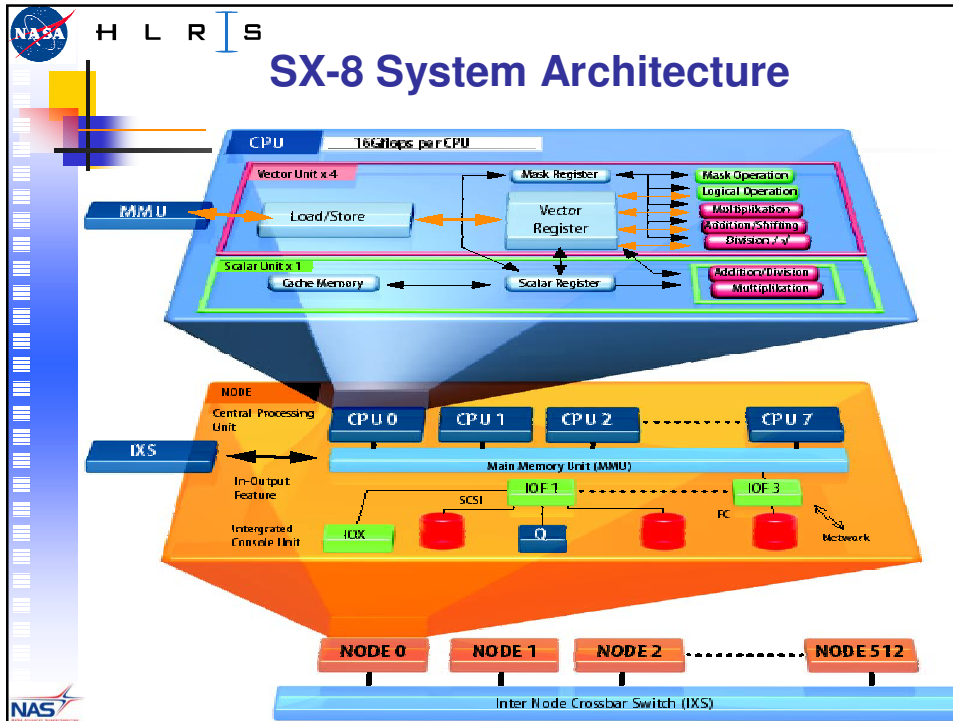 NASA
H L R I S
SX-8 System Architecture
CPU
16Gflops per CPU
Vector Unit x 4
Mask Register
Mask Operation
Logical Operation
MMU
Load/Store
Vector
Register
Multiplikation
Addition/Shifting
Division / √
Scalar Unit x 1
Cache Memory
Scalar Register
Addition/Division
Multiplikation
NODE
Central Processing
Unit
CPU 0
CPU 1
CPU 2
CPU 7
IXS
Main Memory Unit (MMU)
In-Output
Feature
SCSI
IOF 1
IOF 3
FC
Intergrated
Console Unit
IOX
Q
Network
NODE 0
NODE 1
NODE 2
NODE 512
Inter Node Crossbar Switch (IXS)
NAS